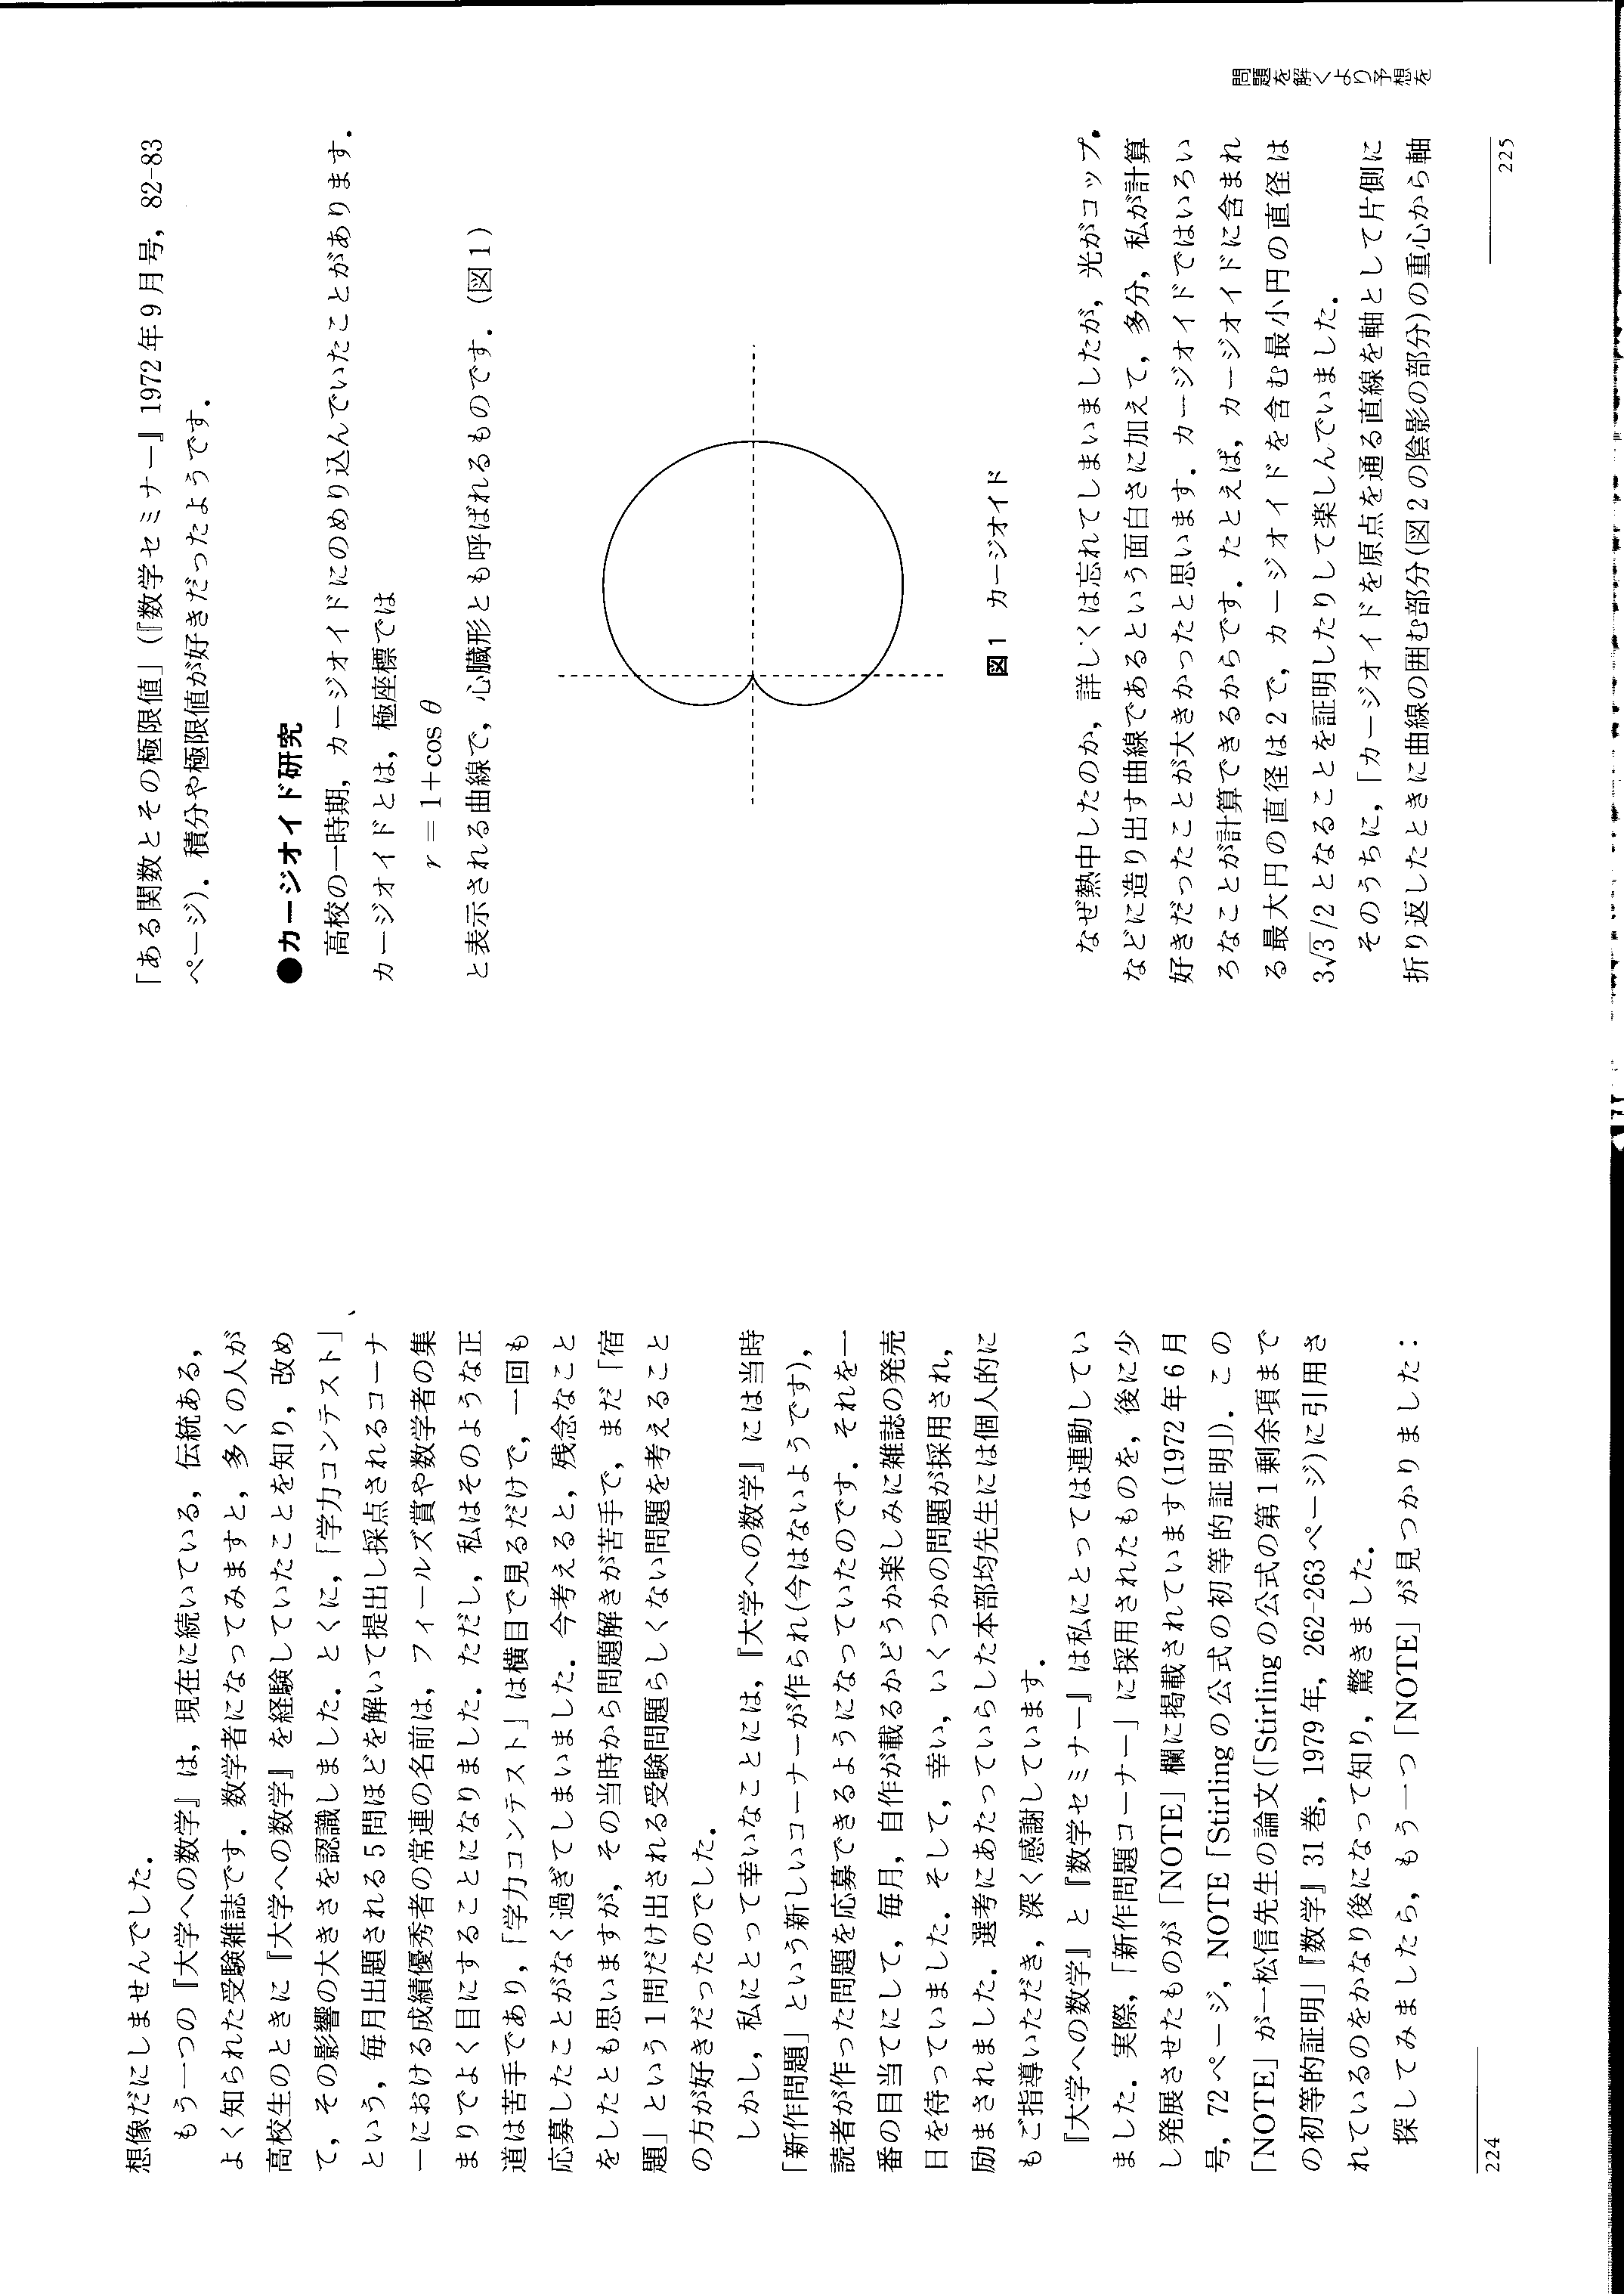 想像だにしませんでした．
もう一つの『大学への数学』は，現在に続いている，伝統ある，
よく知られた受験雑誌です．数学者になってみますと，多くの人が
高校生のときに『大学への数学』を経験していたことを知り，改め
て，その影響の大きさを認識しました．とくに，「学力コンテスト」
という，毎月出題される5問ほどを解いて提出し採点されるコーナ
ーにおける成績優秀者の常連の名前は，フィールズ賞や数学者の集
まりでよく目にすることになりました．ただし，私はそのような正
道は苦手であり，「学力コンテスト」は横目で見るだけで，一回も
応募したことがなく過ぎてしまいました．今考えると，残念なこと
をしたとも思いますが，その当時から問題解きが苦手で，まだ「宿
題」という1問だけ出される受験問題らしくない問題を考えること
の方が好きだったのでした．
しかし，私にとって幸いなことには，『大学への数学』には当時
「新作問題」という新しいコーナーが作られ(今はないようです)，
読者が作った問題を応募できるようになっていたのです．それを一
番の目当てにして，毎月，自作が載るかどうか楽しみに雑誌の発売
日を待っていました．そして，幸い，いくつかの問題が採用され，
励まされました．選考にあたっていらした本部均先生には個人的に
もご指導いただき，深く感謝しています．
『大学への数学』と『数学セミナー』は私にとっては連動してい
ました．実際，「新作問題コーナー」に採用されたものを，後に少
し発展させたものが「NOTE」欄に掲載されています(1972年6月
号，72ページ，NOTE「Stirlingの公式の初等的証明」)．この
「NOTE」が一松信先生の論文(「Stirlingの公式の第1剰余項まで
の初等的証明」『数学』31巻，1979年，262-263ページ)に引用さ
れているのをかなり後になって知り，驚きました．
探してみましたら，もう一つ「NOTE」が見つかりました：
224
「ある関数とその極限値」(『数学セミナー』1972年9月号，82-83
ページ)．積分や極限値が好きだったようです．
●カージオイド研究
高校の一時期，カージオイドにのめり込んでいたことがあります．
カージオイドとは，極座標では
r = 1+cos θ
と表示される曲線で，心臓形とも呼ばれるものです．(図1)
図1 カージオイド
なぜ熱中したのか，詳しくは忘れてしまいましたが，光がコップ．
などに造り出す曲線であるという面白さに加えて，多分，私が計算
好きだったことが大きかったと思います．カージオイドではいろい
ろなことが計算できるからです．たとえば，カージオイドに含まれ
る最大円の直径は2で，カージオイドを含む最小円の直径は
3√3/2となることを証明したりして楽しんでいました．
そのうちに，「カージオイドを原点を通る直線を軸として片側に
折り返したときに曲線の囲む部分(図2の陰影の部分)の重心から軸
問題を解くより予想を
225